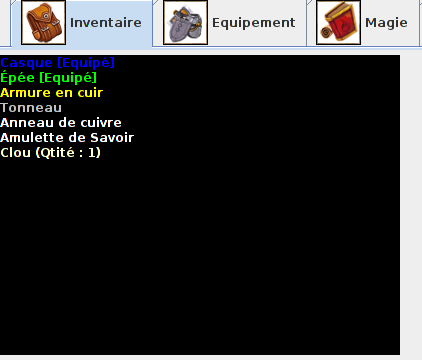 Inventaire Equipement Magie
Casque [Equipé]
Épée [Equipé]
Armure en cuir
Tonneau
Anneau de cuivre
Amulette de Savoir
Clou (Qtité : 1)